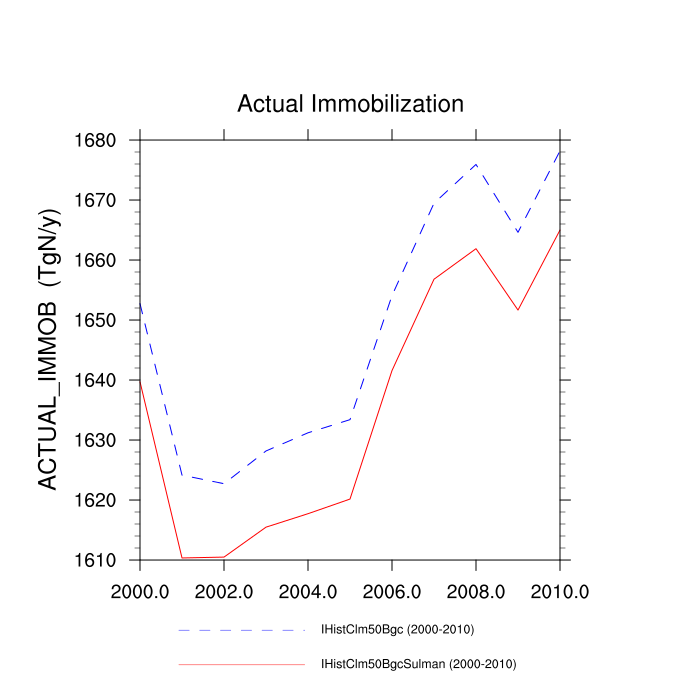 Actual Immobilization
ACTUAL_IMMOB (TgN/y)
1680
1670
1660
1650
1640
1630
1620
1610
2000.0 2002.0 2004.0 2006.0 2008.0 2010.0
IHistClm50Bgc (2000-2010)
IHistClm50BgcSulman (2000-2010)